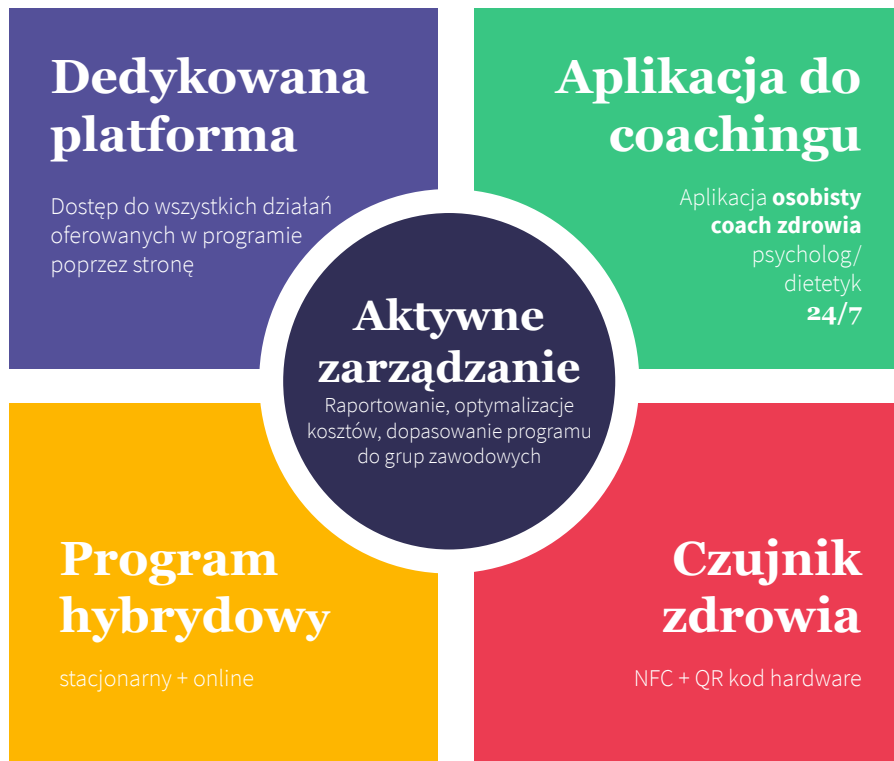 Dedykowana
platforma
Dostęp do wszystkich działań
oferowanych w programie
poprzez stronę
Aplikacja do
coachingu
Aplikacja osobisty
coach zdrowia
psycholog/
dietetyk
24/7
Aktywne
zarządzanie
Raportowanie, optymalizacje
kosztów, dopasowanie programu
do grup zawodowych
Program
hybrydowy
stacjonarny + online
Czujnik
zdrowia
NFC + QR kod hardware